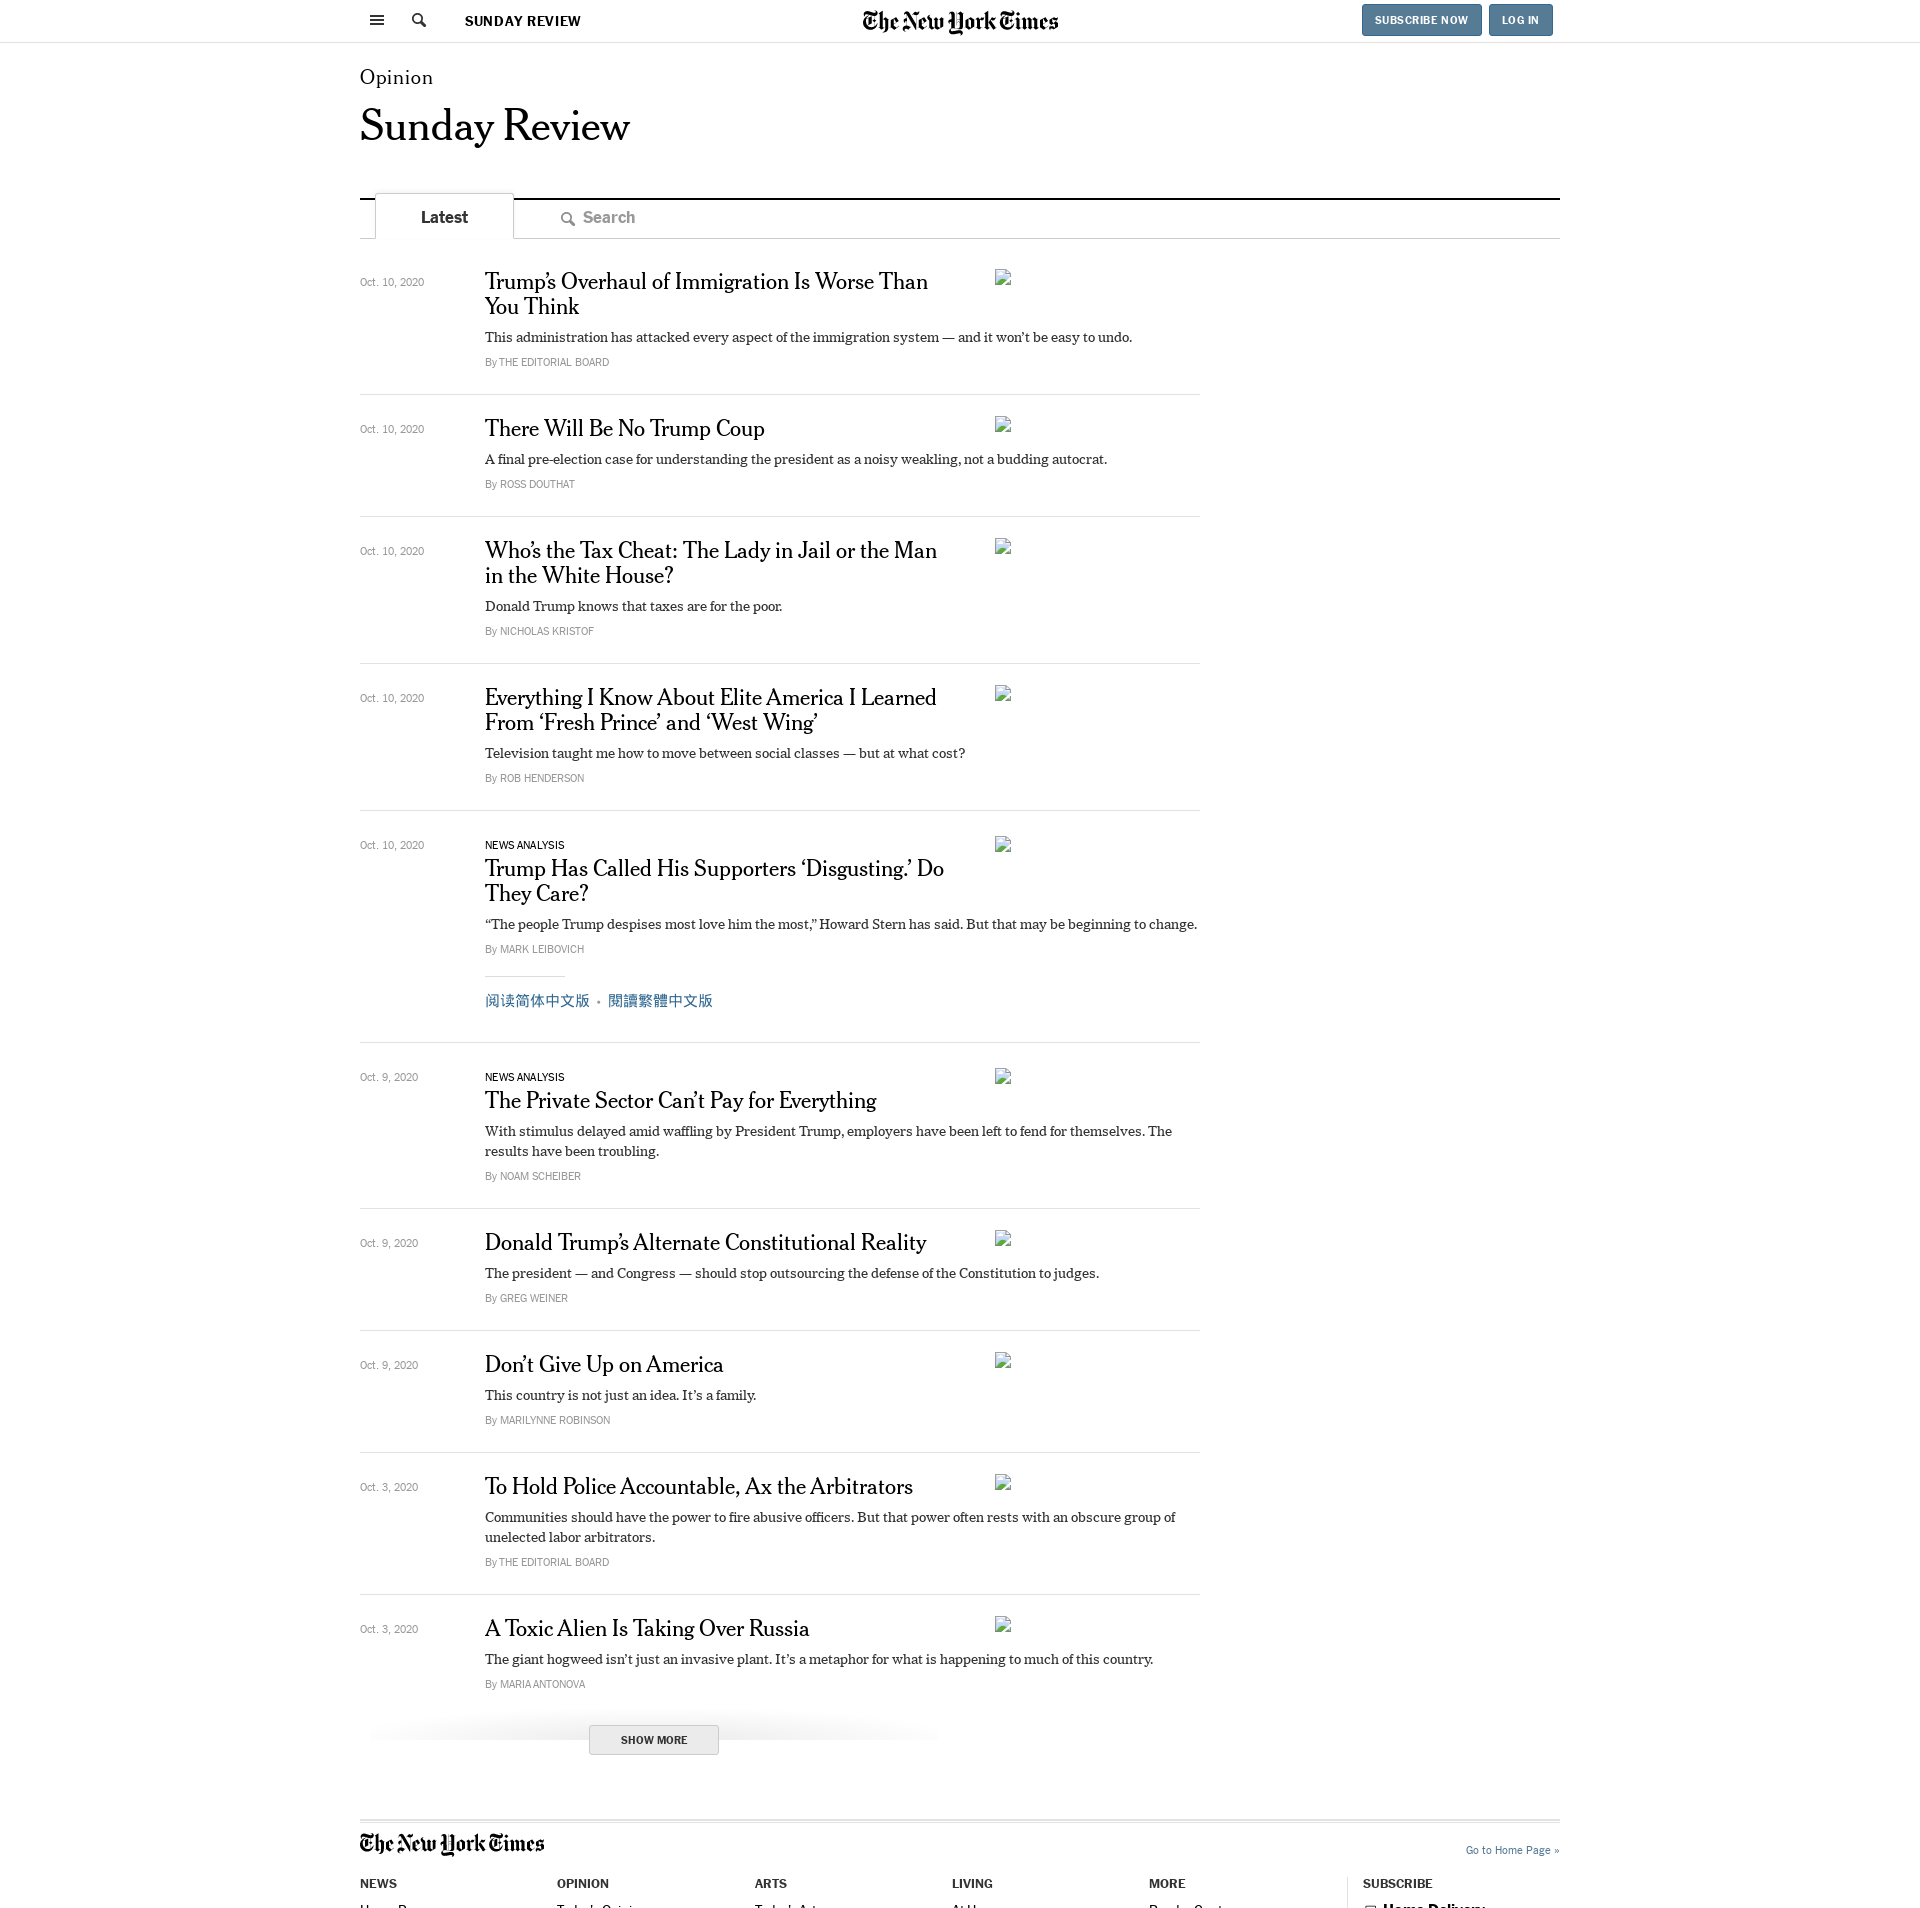 SUNDAY REVIEW
The New York Times
SUBSCRIBE NOW
LOG IN
Opinion
Sunday Review
Latest
Search
Oct. 10, 2020
Trump’s Overhaul of Immigration Is Worse Than
You Think
This administration has attacked every aspect of the immigration system — and it won’t be easy to undo.
By THE EDITORIAL BOARD
Oct. 10, 2020
There Will Be No Trump Coup
A final pre-election case for understanding the president as a noisy weakling, not a budding autocrat.
By ROSS DOUTHAT
Oct. 10, 2020
Who’s the Tax Cheat: The Lady in Jail or the Man
in the White House?
Donald Trump knows that taxes are for the poor.
By NICHOLAS KRISTOF
Oct. 10, 2020
Everything I Know About Elite America I Learned
From ‘Fresh Prince’ and ‘West Wing’
Television taught me how to move between social classes — but at what cost?
By ROB HENDERSON
Oct. 10, 2020
NEWS ANALYSIS
Trump Has Called His Supporters ‘Disgusting.’ Do
They Care?
“The people Trump despises most love him the most,” Howard Stern has said. But that may be beginning to change.
By MARK LEIBOVICH
阅读简体中文版 • 閱讀繁體中文版
Oct. 9, 2020
NEWS ANALYSIS
The Private Sector Can’t Pay for Everything
With stimulus delayed amid waffling by President Trump, employers have been left to fend for themselves. The
results have been troubling.
By NOAM SCHEIBER
Oct. 9, 2020
Donald Trump’s Alternate Constitutional Reality
The president — and Congress — should stop outsourcing the defense of the Constitution to judges.
By GREG WEINER
Oct. 9, 2020
Don’t Give Up on America
This country is not just an idea. It’s a family.
By MARILYNNE ROBINSON
Oct. 3, 2020
To Hold Police Accountable, Ax the Arbitrators
Communities should have the power to fire abusive officers. But that power often rests with an obscure group of
unelected labor arbitrators.
By THE EDITORIAL BOARD
Oct. 3, 2020
A Toxic Alien Is Taking Over Russia
The giant hogweed isn’t just an invasive plant. It’s a metaphor for what is happening to much of this country.
By MARIA ANTONOVA
SHOW MORE
The New York Times
Go to Home Page »
NEWS
OPINION
ARTS
LIVING
MORE
SUBSCRIBE
Home Delivery